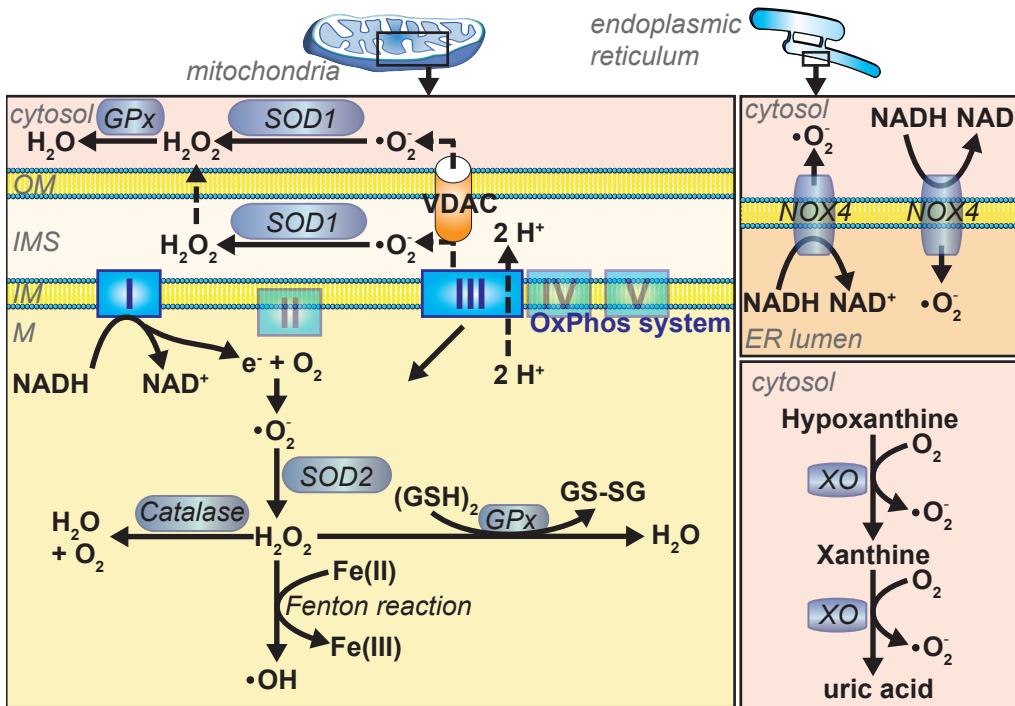 mitochondria
endoplasmic
reticulum
cytosol
GPx
SOD1
H₂O
H₂O₂
•O₂⁻
OM
VDAC
IMS
SOD1
H₂O₂
•O₂⁻
2 H⁺
IM
I
II
III
IV
V
OxPhos system
M
NADH
NAD⁺
e⁻ + O₂
2 H⁺
•O₂⁻
SOD2
(GSH)₂
GS-SG
Catalase
GPx
H₂O
+ O₂
H₂O₂
H₂O
Fe(II)
Fenton reaction
Fe(III)
•OH
cytosol
NADH NAD
•O₂⁻
NOX4
NOX4
NADH NAD⁺
•O₂⁻
ER lumen
cytosol
Hypoxanthine
O₂
XO
•O₂⁻
Xanthine
O₂
XO
•O₂⁻
uric acid